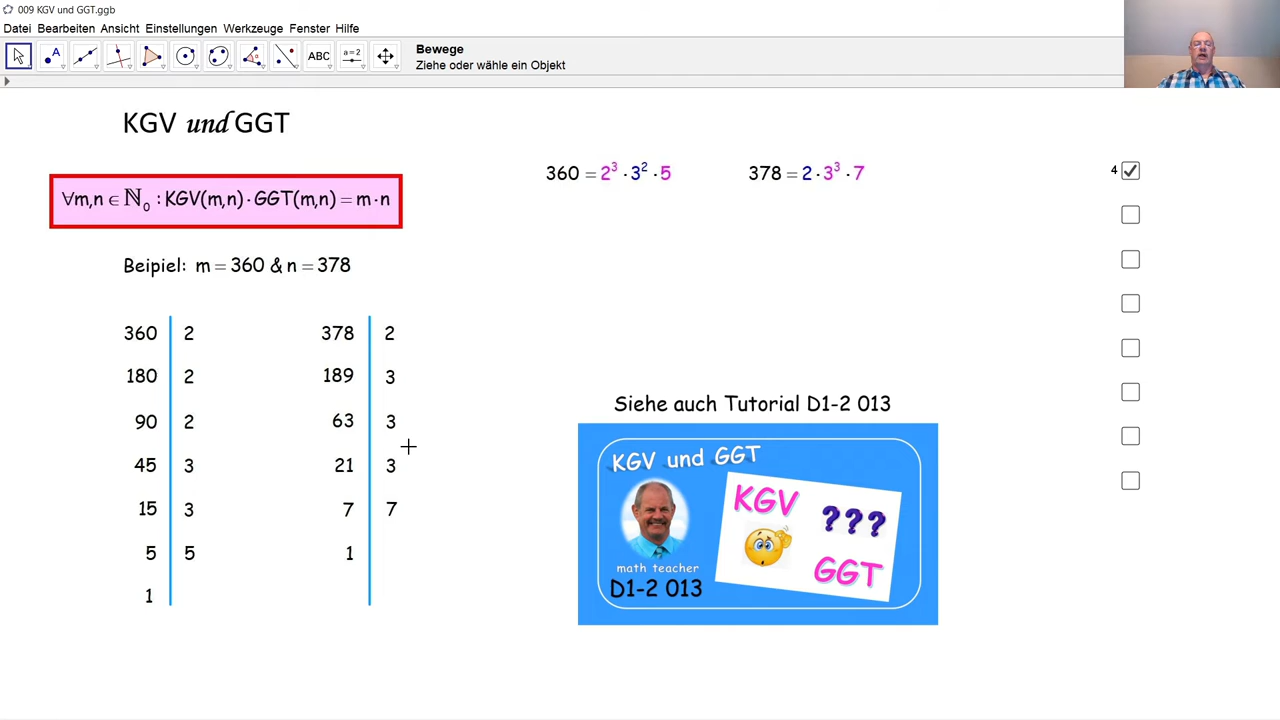 009 KGV und GGT.ggb
Datei Bearbeiten Ansicht Einstellungen Werkzeuge Fenster Hilfe
A
ABC
a=2
Bewege
Ziehe oder wähle ein Objekt
KGV und GGT
∀m,n ∈ ℕ₀ : KGV(m,n) · GGT(m,n) = m · n
360 = 2³ · 3² · 5
378 = 2 · 3³ · 7
4
Beipiel: m = 360 & n = 378
360 2 378 2
180 2 189 3
90 2 63 3
45 3 21 3
15 3 7 7
5 5 1
1
Siehe auch Tutorial D1-2 013
KGV und GGT
KGV
???
GGT
math teacher
D1-2 013